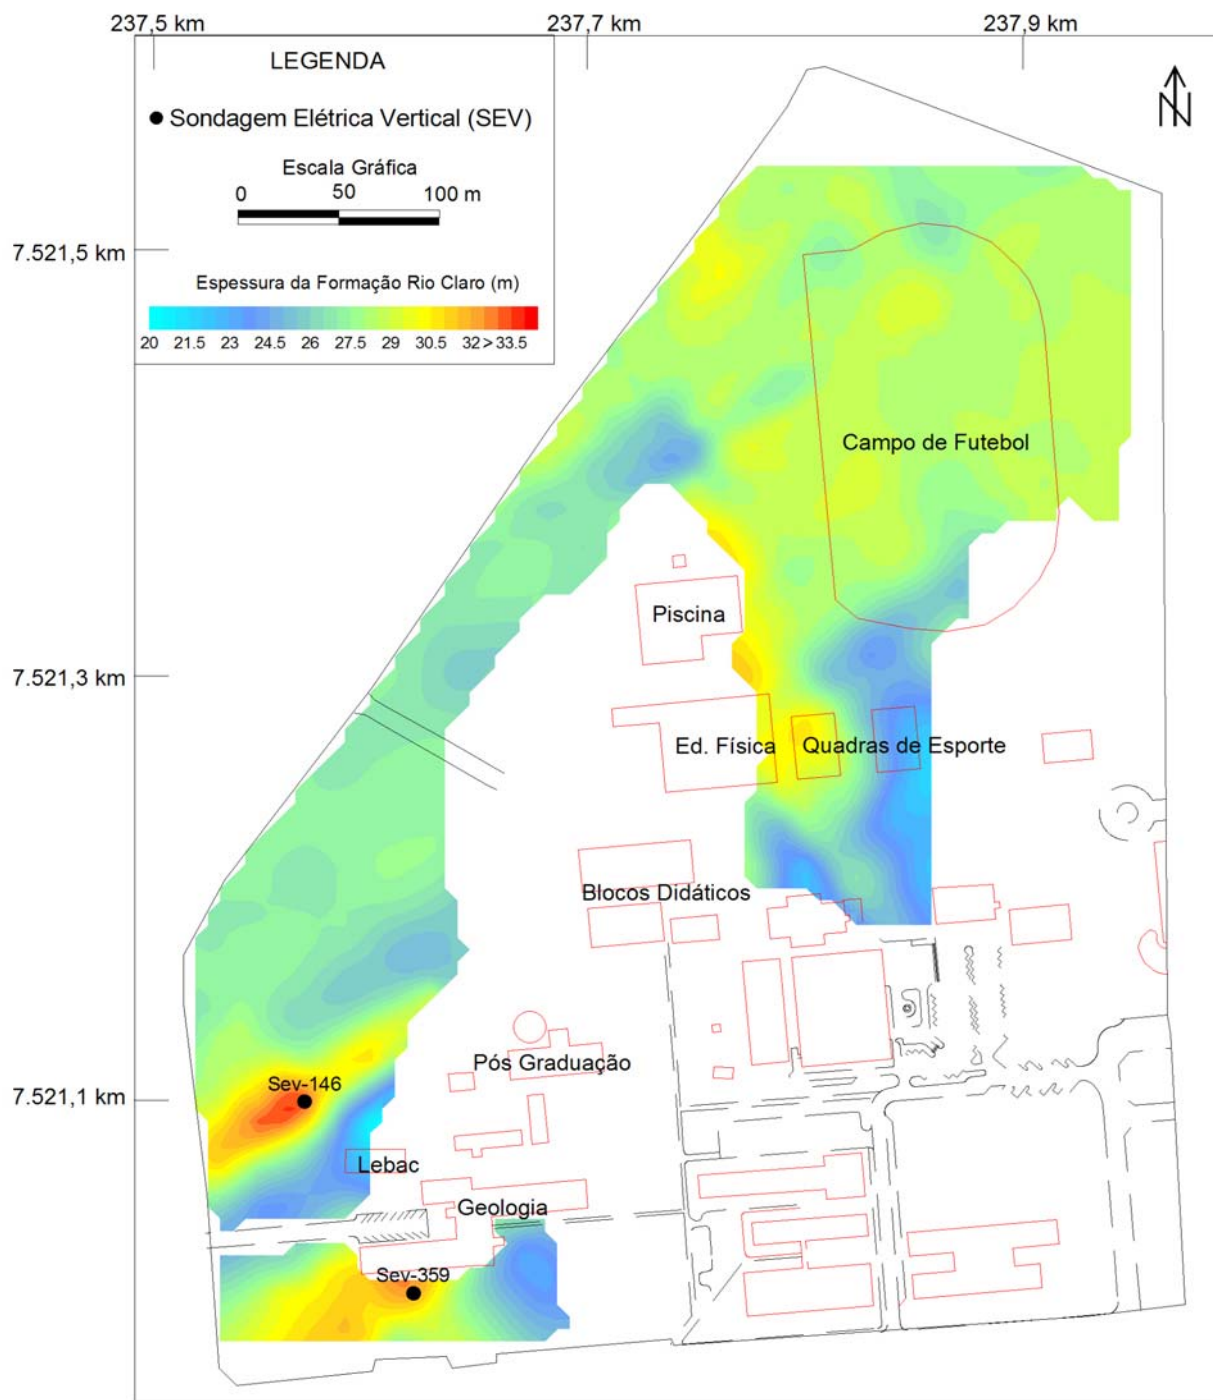 237,5 km
237,7 km
237,9 km
LEGENDA
Sondagem Elétrica Vertical (SEV)
Escala Gráfica
0 50 100 m
Espessura da Formação Rio Claro (m)
20 21.5 23 24.5 26 27.5 29 30.5 32 > 33.5
N
7.521,5 km
Campo de Futebol
Piscina
7.521,3 km
Ed. Física
Quadras de Esporte
Blocos Didáticos
Pós Graduação
Sev-146
7.521,1 km
Lebac
Geologia
Sev-359